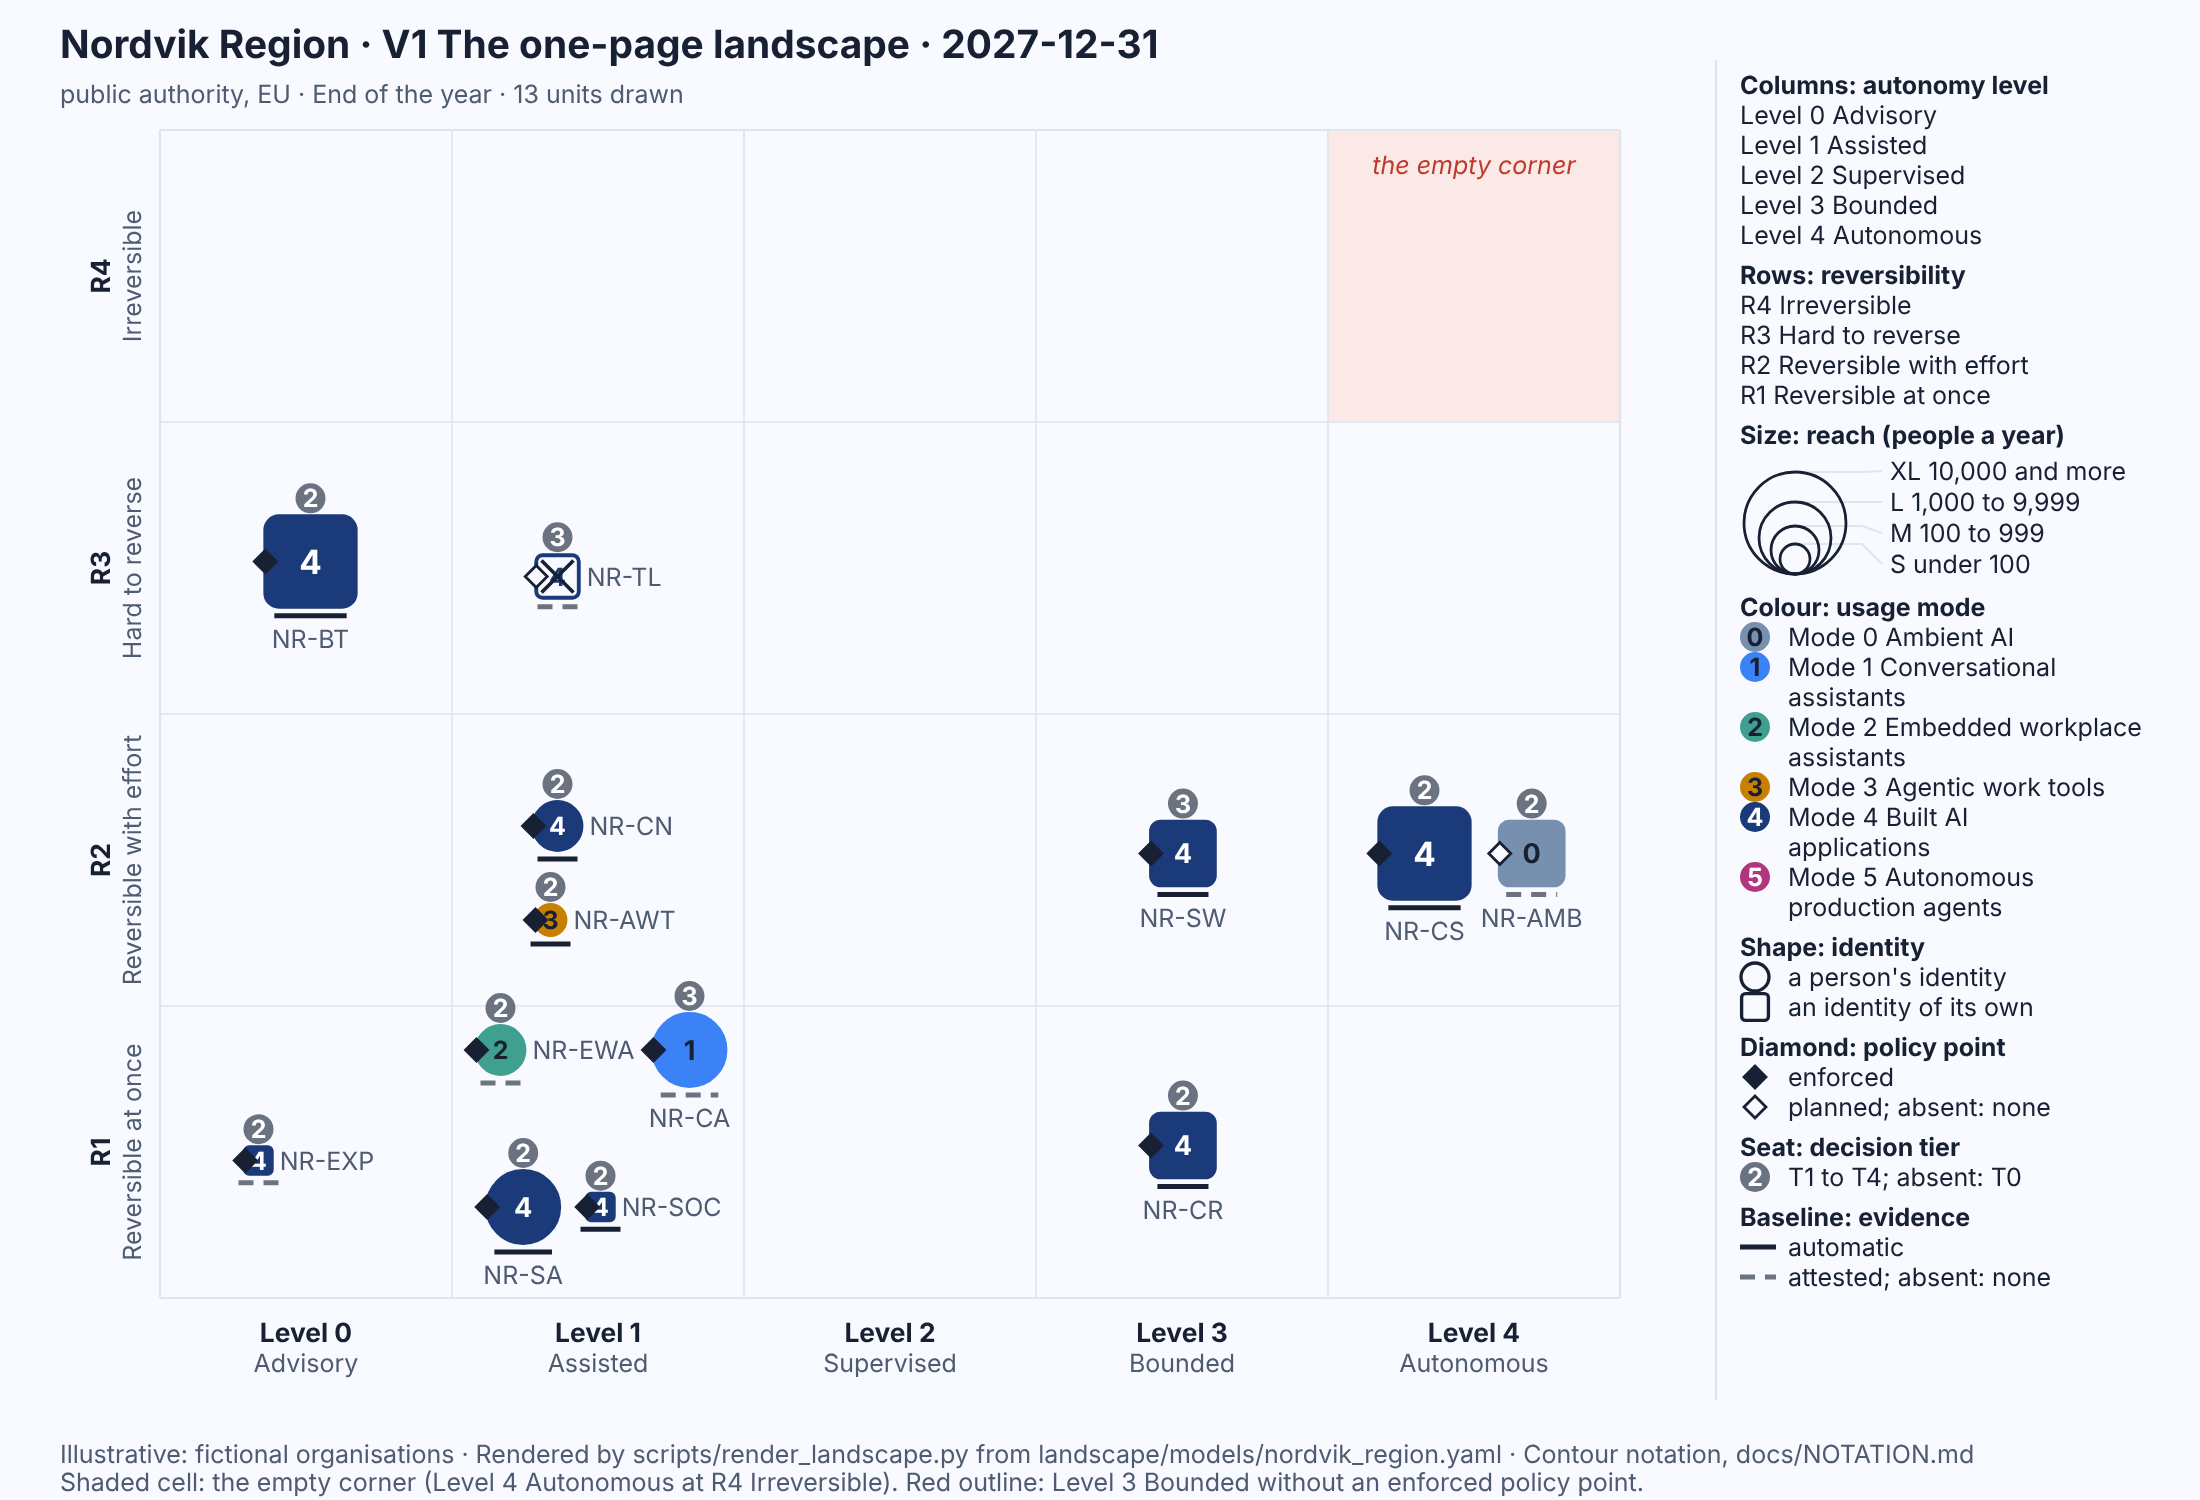 Nordvik Region · V1 The one-page landscape · 2027-12-31
public authority, EU · End of the year · 13 units drawn
the empty corner
R4
Irreversible
R3
Hard to reverse
2
4
NR-BT
3
4
NR-TL
R2
Reversible with effort
2
4
NR-CN
2
3
NR-AWT
3
4
NR-SW
2
4
NR-CS
2
0
NR-AMB
R1
Reversible at once
2
4
NR-EXP
2
2
NR-EWA
3
1
NR-CA
2
4
NR-SA
2
4
NR-SOC
2
4
NR-CR
Level 0
Advisory
Level 1
Assisted
Level 2
Supervised
Level 3
Bounded
Level 4
Autonomous
Columns: autonomy level
Level 0 Advisory
Level 1 Assisted
Level 2 Supervised
Level 3 Bounded
Level 4 Autonomous
Rows: reversibility
R4 Irreversible
R3 Hard to reverse
R2 Reversible with effort
R1 Reversible at once
Size: reach (people a year)
XL 10,000 and more
L 1,000 to 9,999
M 100 to 999
S under 100
Colour: usage mode
0 Mode 0 Ambient AI
1 Mode 1 Conversational
assistants
2 Mode 2 Embedded workplace
assistants
3 Mode 3 Agentic work tools
4 Mode 4 Built AI
applications
5 Mode 5 Autonomous
production agents
Shape: identity
a person's identity
an identity of its own
Diamond: policy point
enforced
planned; absent: none
Seat: decision tier
2 T1 to T4; absent: T0
Baseline: evidence
automatic
attested; absent: none
Illustrative: fictional organisations · Rendered by scripts/render_landscape.py from landscape/models/nordvik_region.yaml · Contour notation, docs/NOTATION.md
Shaded cell: the empty corner (Level 4 Autonomous at R4 Irreversible). Red outline: Level 3 Bounded without an enforced policy point.